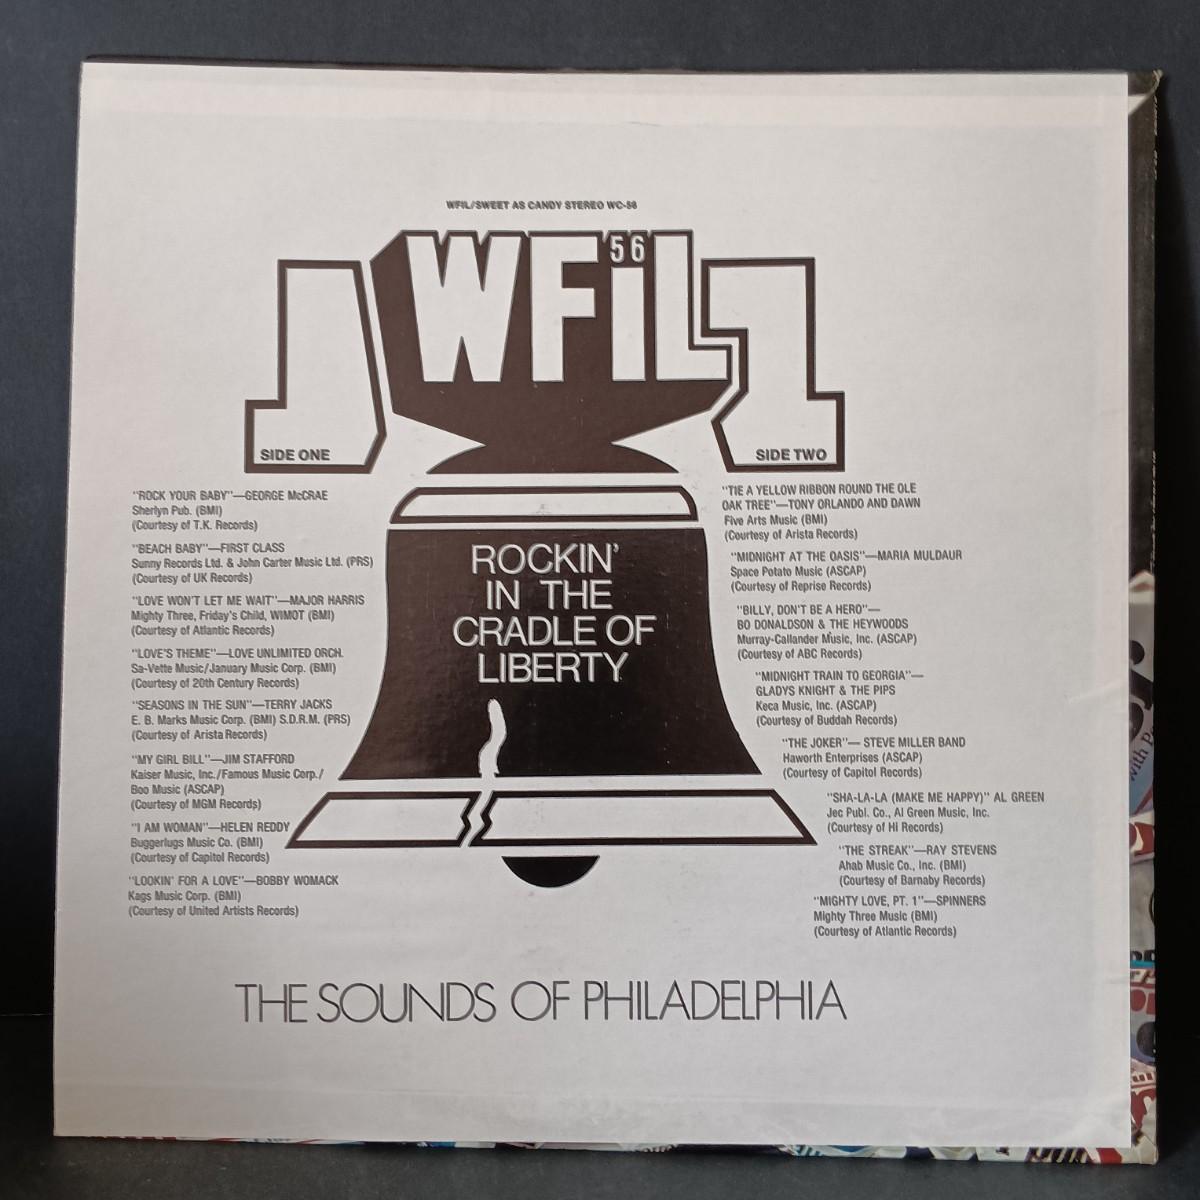 WFIL/SWEET AS CANDY STEREO WC-56
WFiL
56
SIDE ONE
"ROCK YOUR BABY"—GEORGE McCRAE
Sherlyn Pub. (BMI)
(Courtesy of T.K. Records)
"BEACH BABY"—FIRST CLASS
Sunny Records Ltd. & John Carter Music Ltd. (PRS)
(Courtesy of UK Records)
"LOVE WON'T LET ME WAIT"—MAJOR HARRIS
Mighty Three, Friday's Child, WIMOT (BMI)
(Courtesy of Atlantic Records)
"LOVE'S THEME"—LOVE UNLIMITED ORCH.
Sa-Vette Music/January Music Corp. (BMI)
(Courtesy of 20th Century Records)
"SEASONS IN THE SUN"—TERRY JACKS
E. B. Marks Music Corp. (BMI) S.D.R.M. (PRS)
(Courtesy of Arista Records)
"MY GIRL BILL"—JIM STAFFORD
Kaiser Music, Inc./Famous Music Corp./
Boo Music (ASCAP)
(Courtesy of MGM Records)
"I AM WOMAN"—HELEN REDDY
Buggerlugs Music Co. (BMI)
(Courtesy of Capitol Records)
"LOOKIN' FOR A LOVE"—BOBBY WOMACK
Kags Music Corp. (BMI)
(Courtesy of United Artists Records)
ROCKIN'
IN THE
CRADLE OF
LIBERTY
SIDE TWO
"TIE A YELLOW RIBBON ROUND THE OLE
OAK TREE"—TONY ORLANDO AND DAWN
Five Arts Music (BMI)
(Courtesy of Arista Records)
"MIDNIGHT AT THE OASIS"—MARIA MULDAUR
Space Potato Music (ASCAP)
(Courtesy of Reprise Records)
"BILLY, DON'T BE A HERO"—
BO DONALDSON & THE HEYWOODS
Murray-Callander Music, Inc. (ASCAP)
(Courtesy of ABC Records)
"MIDNIGHT TRAIN TO GEORGIA"—
GLADYS KNIGHT & THE PIPS
Keca Music, Inc. (ASCAP)
(Courtesy of Buddah Records)
"THE JOKER"— STEVE MILLER BAND
Haworth Enterprises (ASCAP)
(Courtesy of Capitol Records)
"SHA-LA-LA (MAKE ME HAPPY)" AL GREEN
Jec Publ. Co., Al Green Music, Inc.
(Courtesy of Hi Records)
"THE STREAK"—RAY STEVENS
Ahab Music Co., Inc. (BMI)
(Courtesy of Barnaby Records)
"MIGHTY LOVE, PT. 1"—SPINNERS
Mighty Three Music (BMI)
(Courtesy of Atlantic Records)
THE SOUNDS OF PHILADELPHIA
with